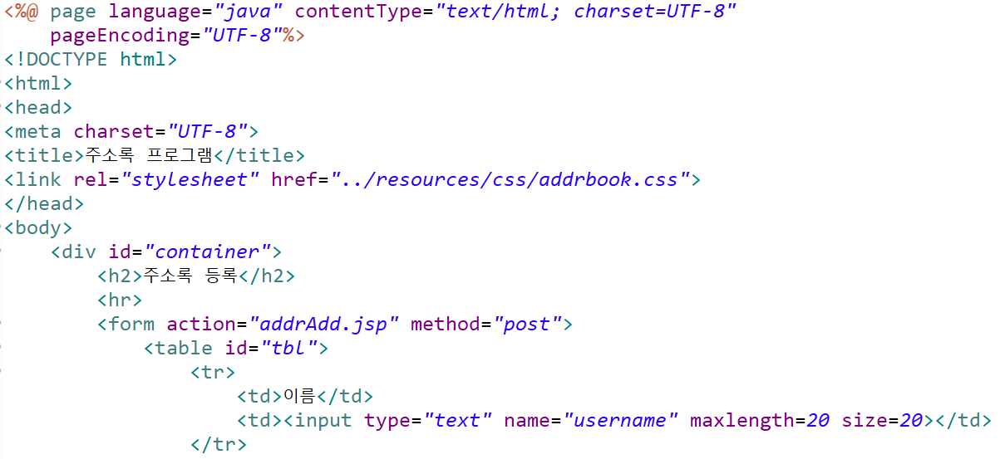 <%@ page language="java" contentType="text/html; charset=UTF-8"
    pageEncoding="UTF-8"%>
<!DOCTYPE html>
<html>
<head>
<meta charset="UTF-8">
<title>주소록 프로그램</title>
<link rel="stylesheet" href="../resources/css/addrbook.css">
</head>
<body>
    <div id="container">
        <h2>주소록 등록</h2>
        <hr>
        <form action="addrAdd.jsp" method="post">
            <table id="tbl">
                <tr>
                    <td>이름</td>
                    <td><input type="text" name="username" maxlength=20 size=20></td>
                </tr>